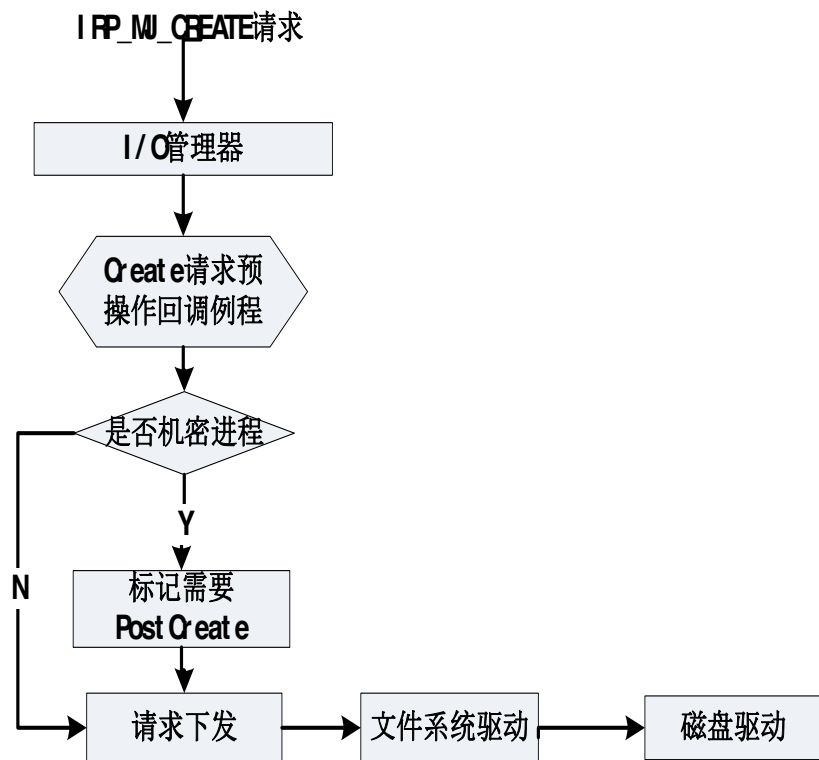 IRP_MJ_CREATE请求
I/O管理器
Create请求预
操作回调例程
是否机密进程
Y
N
标记需要
PostCreate
请求下发
文件系统驱动
磁盘驱动